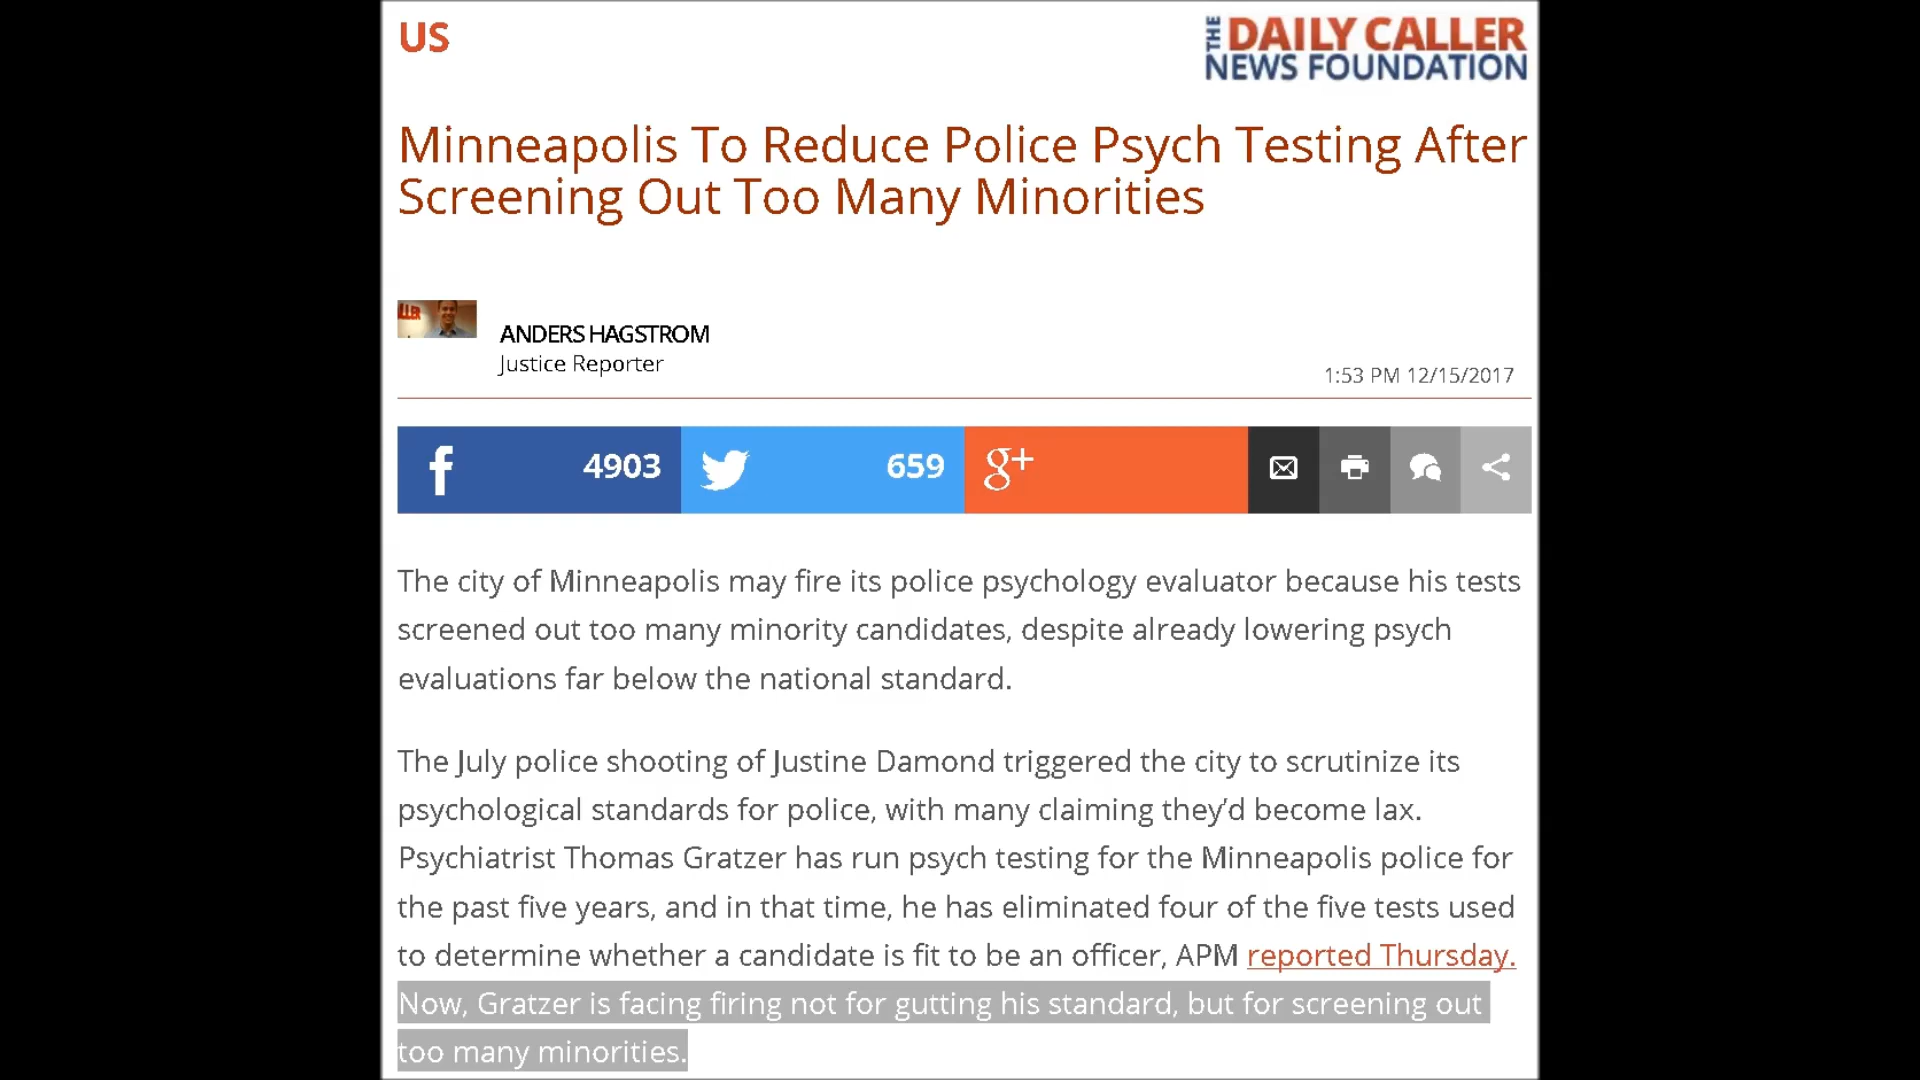 US
THE DAILY CALLER
NEWS FOUNDATION
Minneapolis To Reduce Police Psych Testing After
Screening Out Too Many Minorities
LLER
ANDERS HAGSTROM
Justice Reporter
1:53 PM 12/15/2017
4903
659
g+
The city of Minneapolis may fire its police psychology evaluator because his tests
screened out too many minority candidates, despite already lowering psych
evaluations far below the national standard.
The July police shooting of Justine Damond triggered the city to scrutinize its
psychological standards for police, with many claiming they’d become lax.
Psychiatrist Thomas Gratzer has run psych testing for the Minneapolis police for
the past five years, and in that time, he has eliminated four of the five tests used
to determine whether a candidate is fit to be an officer, APM reported Thursday.
Now, Gratzer is facing firing not for gutting his standard, but for screening out
too many minorities.